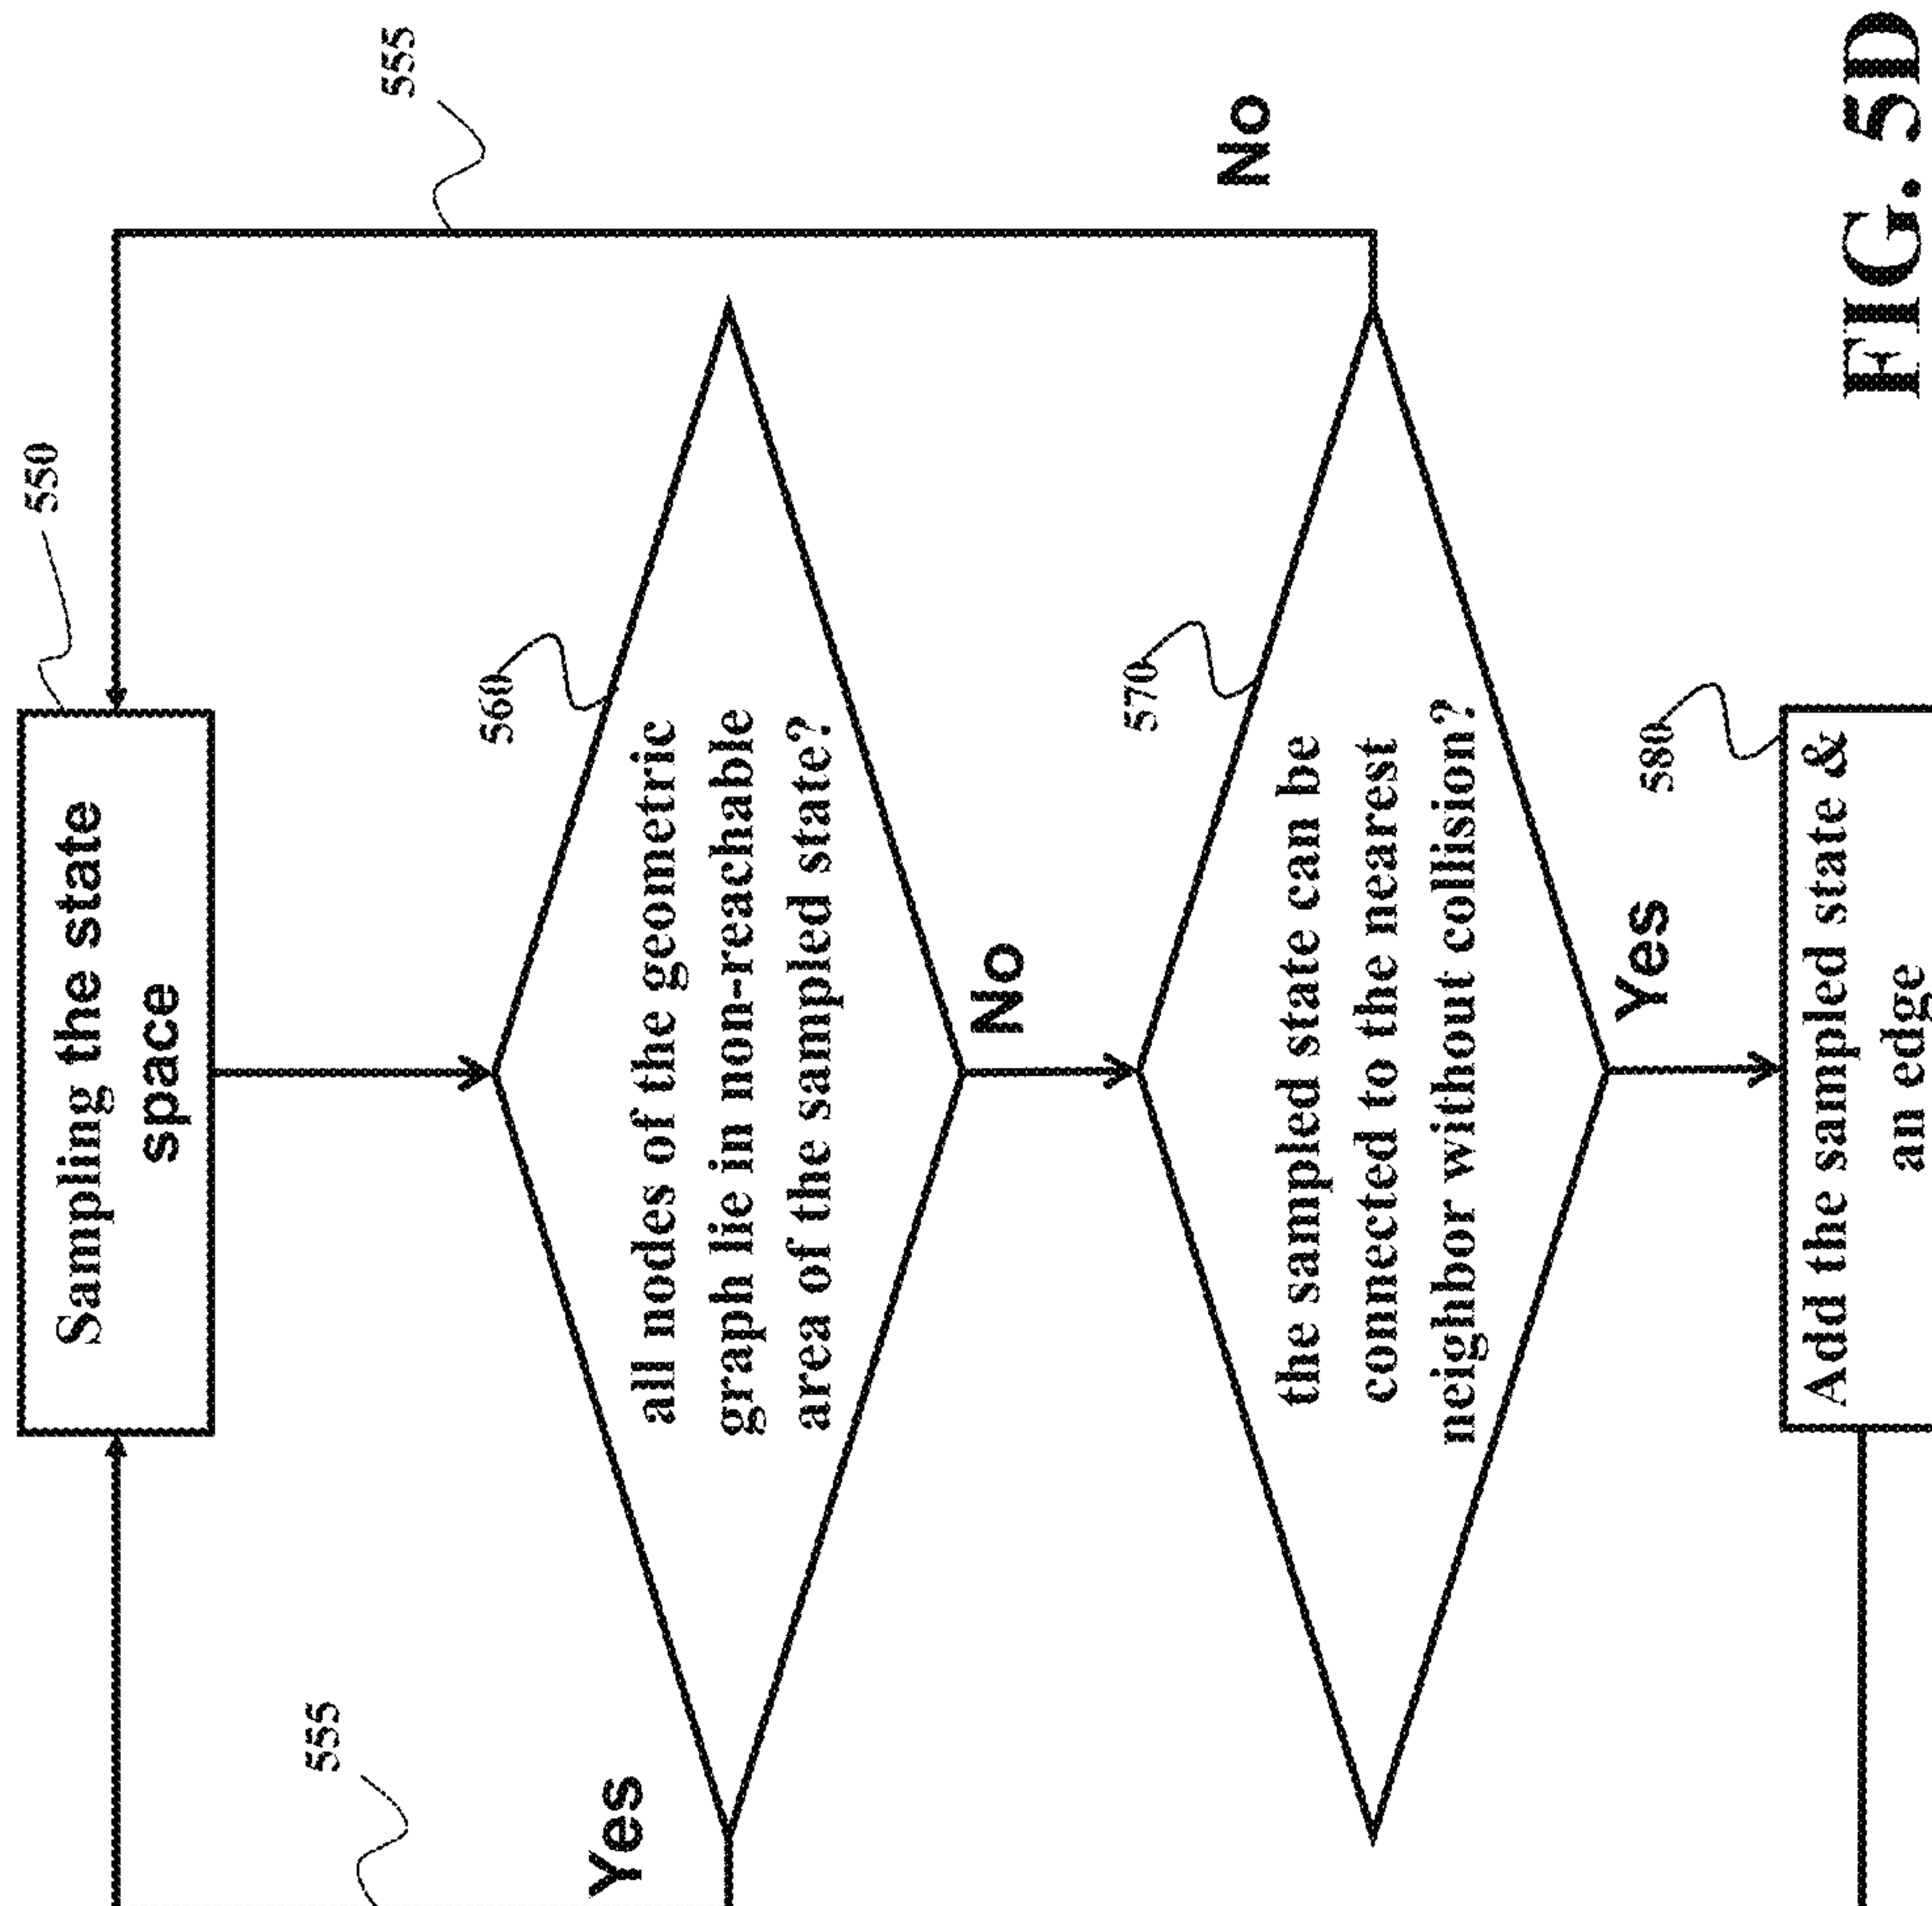 550
Sampling the state
space
555
555
560
all nodes of the geometric
graph lie in non-reachable
area of the sampled state?
Yes
No
570
the sampled state can be
connected to the nearest
neighbor without collision?
No
Yes
580
Add the sampled state &
an edge
FIG. 5D